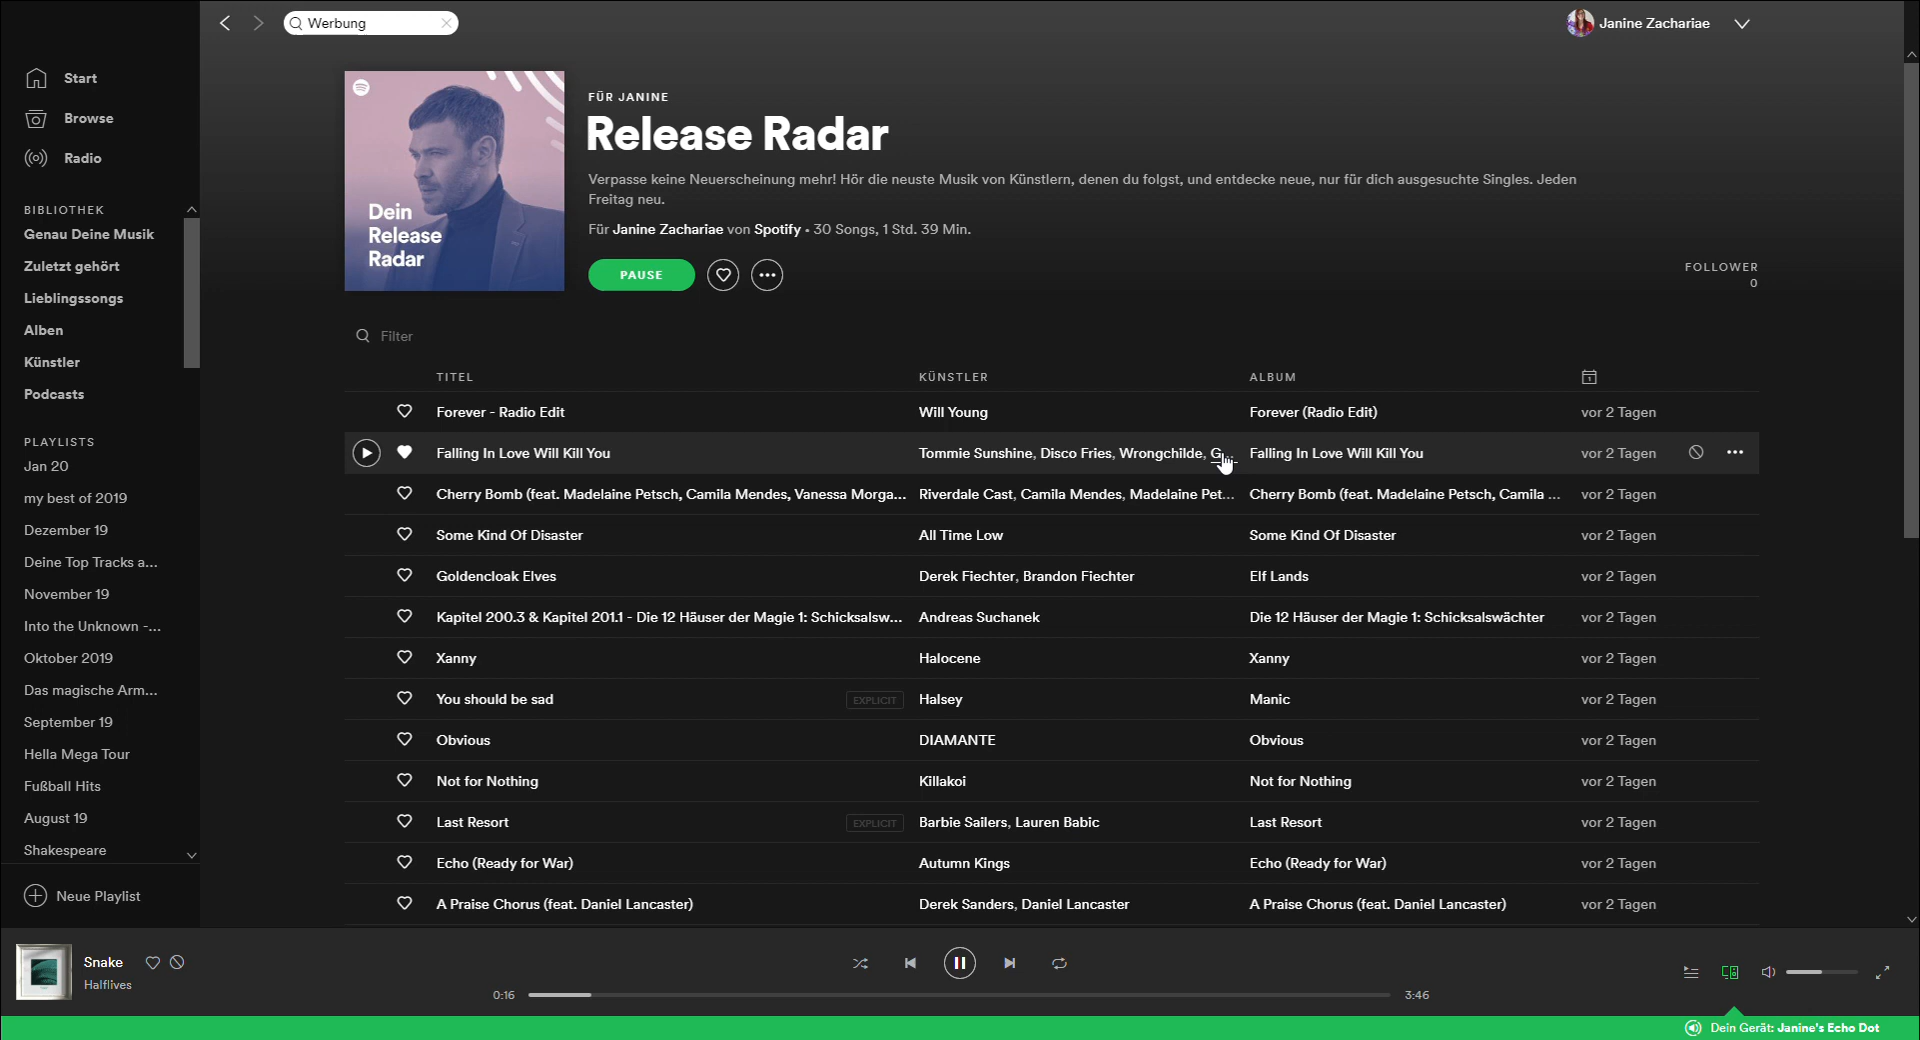 Werbung
Janine Zachariae
Start
Browse
Radio
BIBLIOTHEK
Genau Deine Musik
Zuletzt gehört
Lieblingssongs
Alben
Künstler
Podcasts
PLAYLISTS
Jan 20
my best of 2019
Dezember 19
Deine Top Tracks a...
November 19
Into the Unknown -...
Oktober 2019
Das magische Arm...
September 19
Hella Mega Tour
Fußball Hits
August 19
Shakespeare
Neue Playlist
Dein
Release
Radar
FÜR JANINE
Release Radar
Verpasse keine Neuerscheinung mehr! Hör die neuste Musik von Künstlern, denen du folgst, und entdecke neue, nur für dich ausgesuchte Singles. Jeden
Freitag neu.
Für Janine Zachariae von Spotify • 30 Songs, 1 Std. 39 Min.
PAUSE
FOLLOWER
0
Filter
TITEL KÜNSTLER ALBUM
Forever - Radio Edit Will Young Forever (Radio Edit) vor 2 Tagen
Falling In Love Will Kill You Tommie Sunshine, Disco Fries, Wrongchilde, G... Falling In Love Will Kill You vor 2 Tagen
Cherry Bomb (feat. Madelaine Petsch, Camila Mendes, Vanessa Morga... Riverdale Cast, Camila Mendes, Madelaine Pet... Cherry Bomb (feat. Madelaine Petsch, Camila ... vor 2 Tagen
Some Kind Of Disaster All Time Low Some Kind Of Disaster vor 2 Tagen
Goldencloak Elves Derek Fiechter, Brandon Fiechter Elf Lands vor 2 Tagen
Kapitel 200.3 & Kapitel 201.1 - Die 12 Häuser der Magie 1: Schicksalsw... Andreas Suchanek Die 12 Häuser der Magie 1: Schicksalswächter vor 2 Tagen
Xanny Halocene Xanny vor 2 Tagen
You should be sad EXPLICIT Halsey Manic vor 2 Tagen
Obvious DIAMANTE Obvious vor 2 Tagen
Not for Nothing Killakoi Not for Nothing vor 2 Tagen
Last Resort EXPLICIT Barbie Sailers, Lauren Babic Last Resort vor 2 Tagen
Echo (Ready for War) Autumn Kings Echo (Ready for War) vor 2 Tagen
A Praise Chorus (feat. Daniel Lancaster) Derek Sanders, Daniel Lancaster A Praise Chorus (feat. Daniel Lancaster) vor 2 Tagen
Snake
Halflives
0:16 3:46
Dein Gerät: Janine's Echo Dot